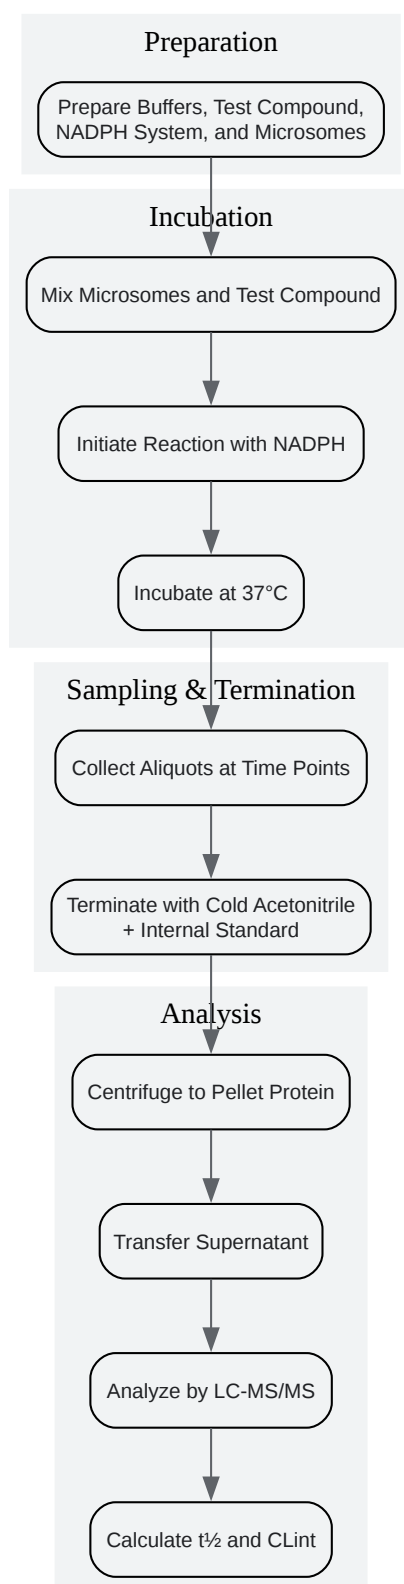 Preparation
Prepare Buffers, Test Compound,
NADPH System, and Microsomes
Incubation
Mix Microsomes and Test Compound
Initiate Reaction with NADPH
Incubate at 37°C
Sampling & Termination
Collect Aliquots at Time Points
Terminate with Cold Acetonitrile
+ Internal Standard
Analysis
Centrifuge to Pellet Protein
Transfer Supernatant
Analyze by LC-MS/MS
Calculate t½ and CLint